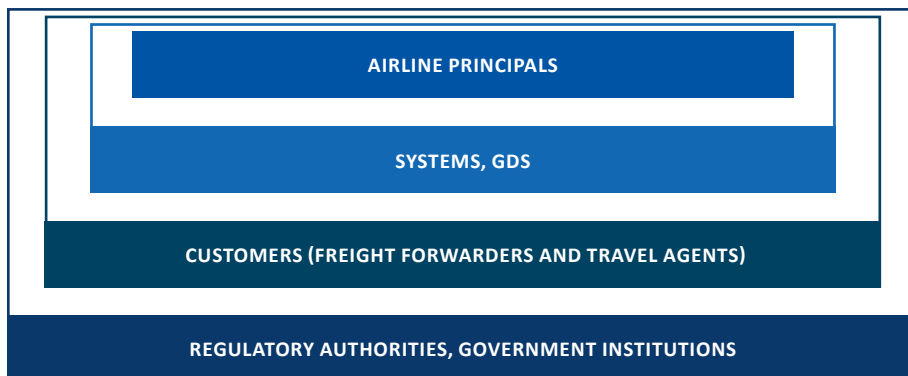 AIRLINE PRINCIPALS
SYSTEMS, GDS
CUSTOMERS (FREIGHT FORWARDERS AND TRAVEL AGENTS)
REGULATORY AUTHORITIES, GOVERNMENT INSTITUTIONS